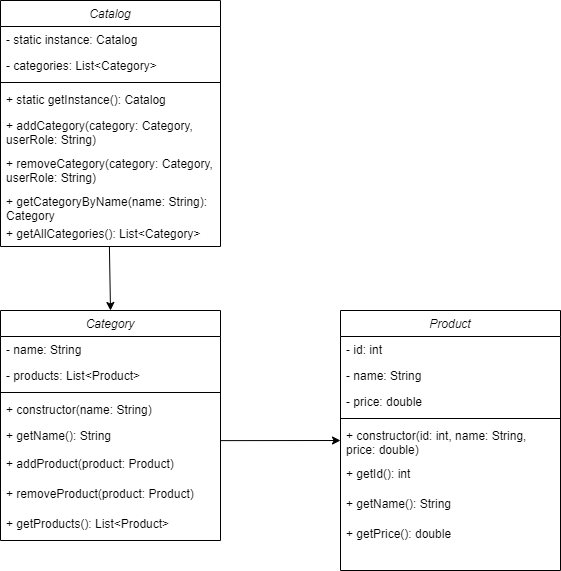 Catalog
- static instance: Catalog
- categories: List<Category>
+ static getInstance(): Catalog
+ addCategory(category: Category,
userRole: String)
+ removeCategory(category: Category,
userRole: String)
+ getCategoryByName(name: String):
Category
+ getAllCategories(): List<Category>
Category
- name: String
- products: List<Product>
+ constructor(name: String)
+ getName(): String
+ addProduct(product: Product)
+ removeProduct(product: Product)
+ getProducts(): List<Product>
Product
- id: int
- name: String
- price: double
+ constructor(id: int, name: String,
price: double)
+ getId(): int
+ getName(): String
+ getPrice(): double